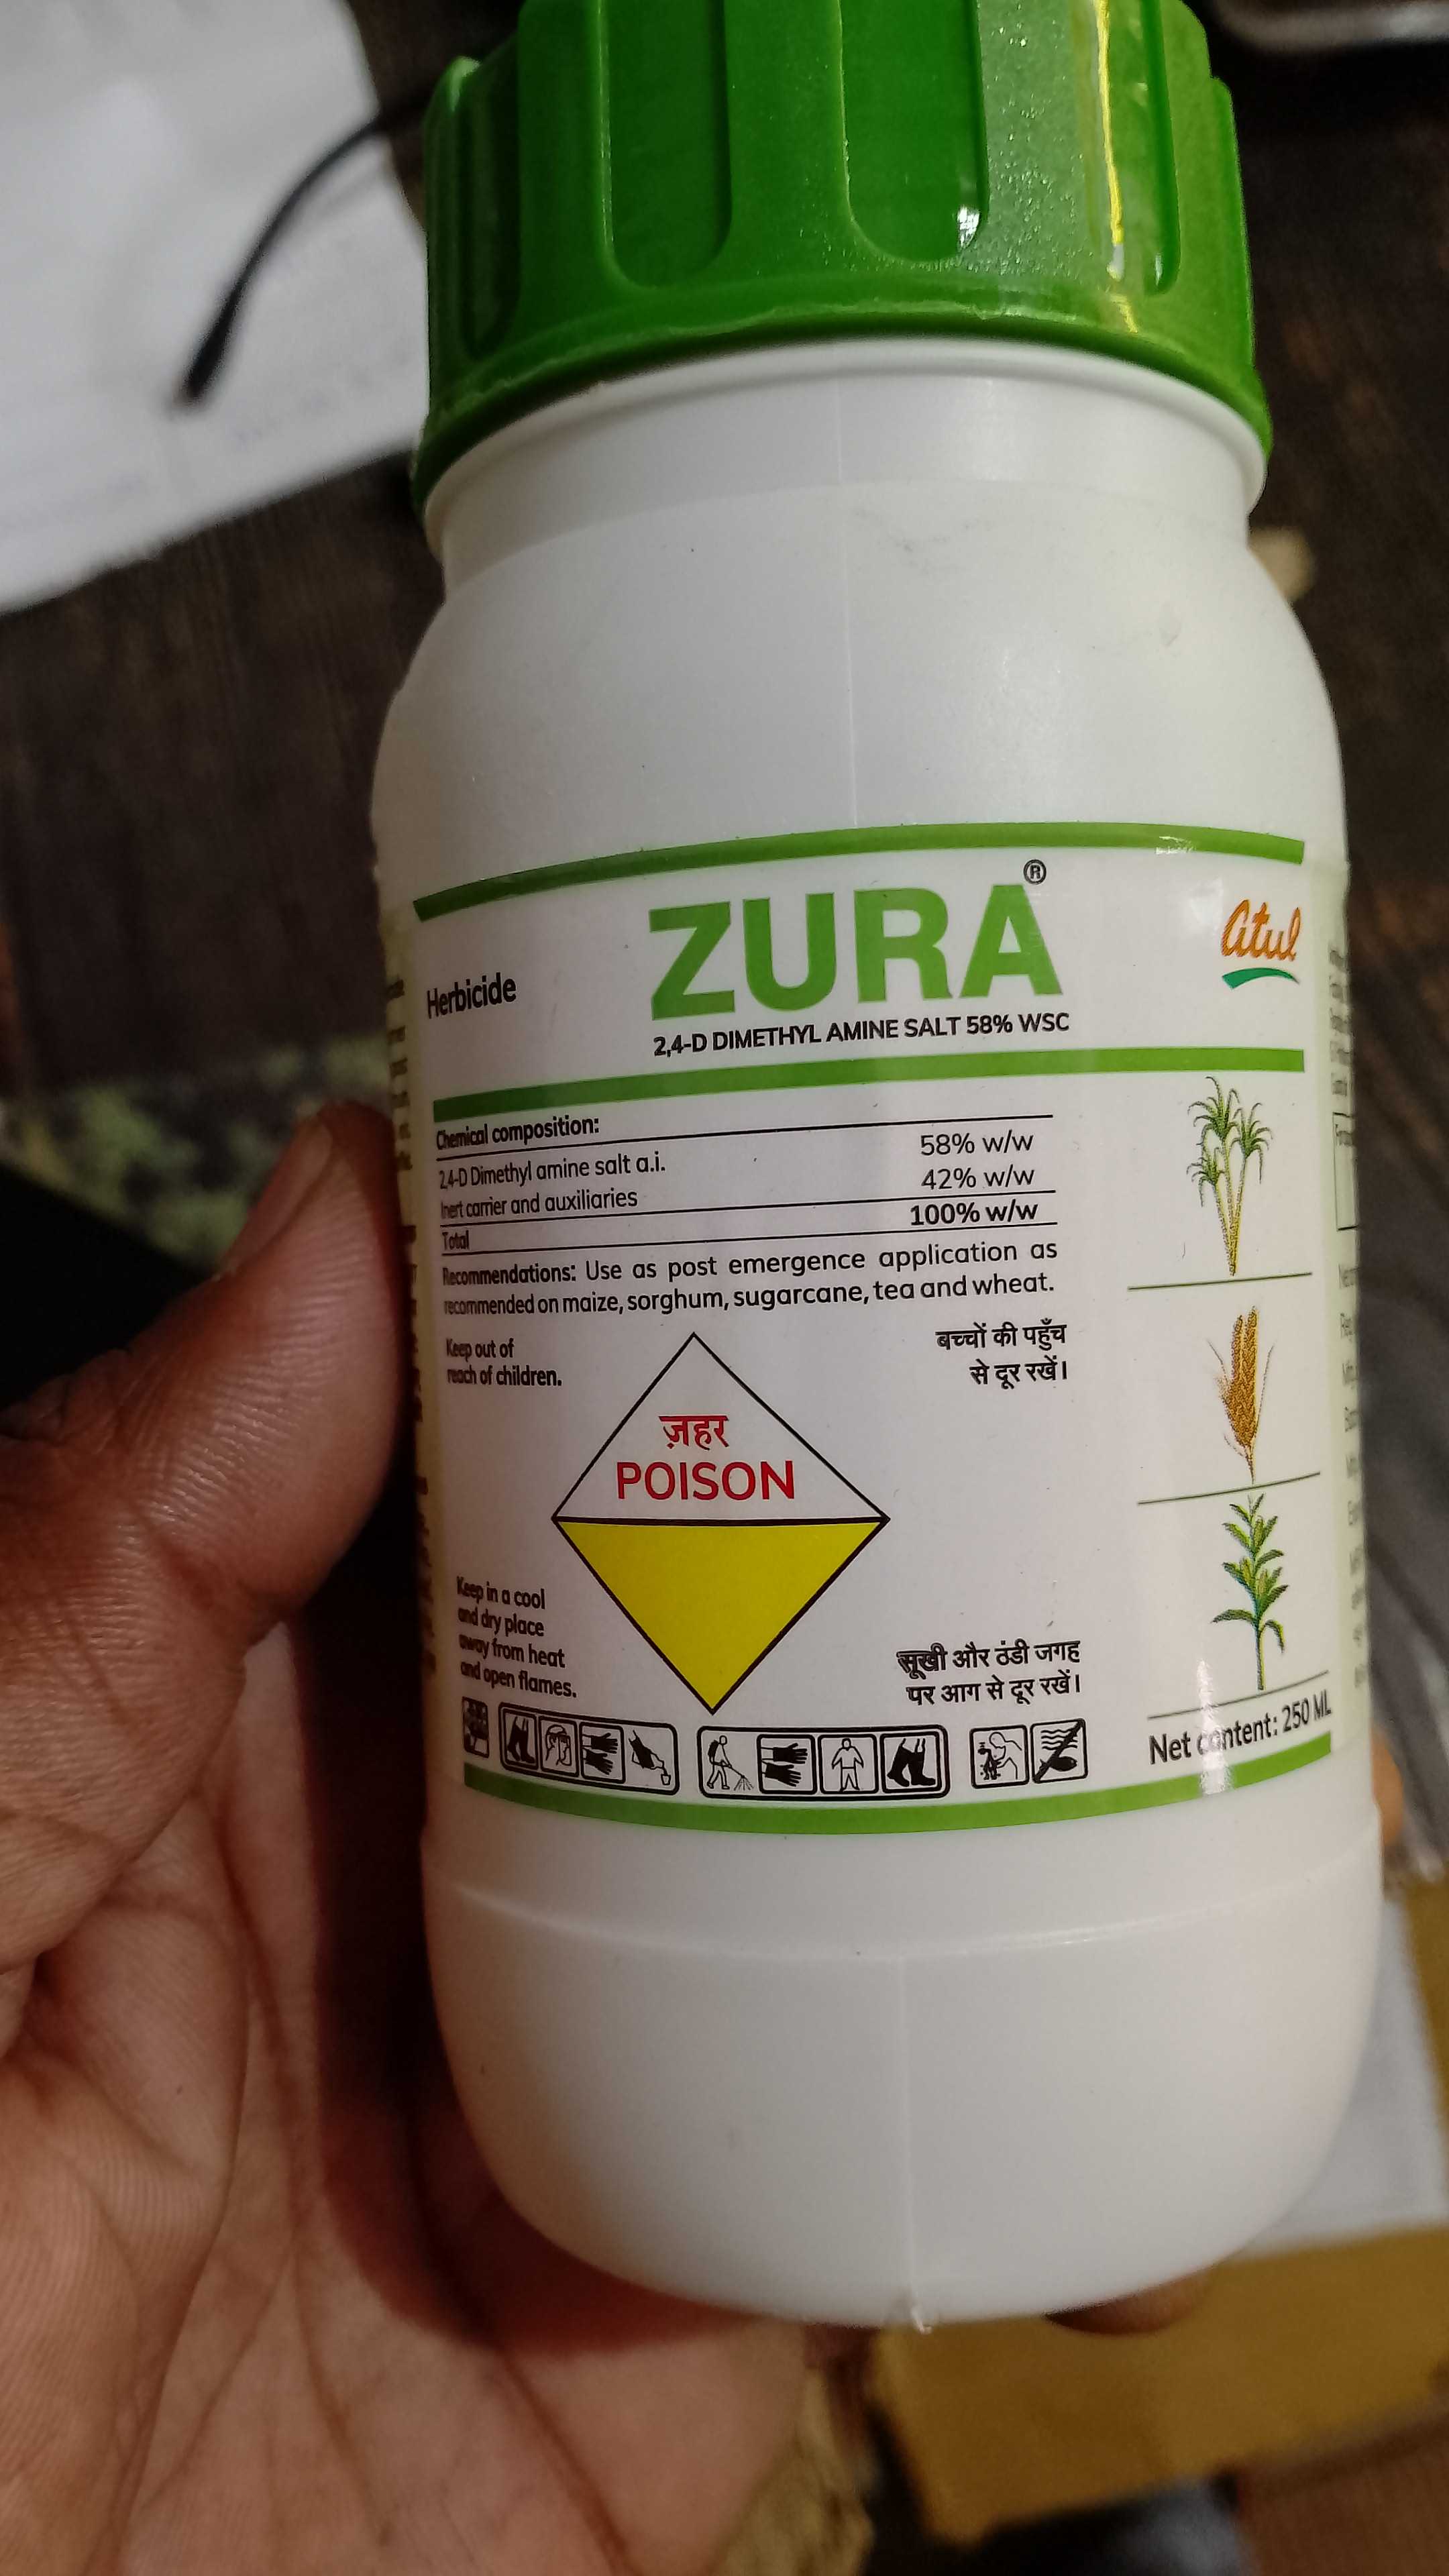 ZURA®
atul
Herbicide
2,4-D DIMETHYL AMINE SALT 58% WSC
Chemical composition:
2,4-D Dimethyl amine salt a.i. 58% w/w
Inert carrier and auxiliaries 42% w/w
Total 100% w/w
Recommendations: Use as post emergence application as
recommended on maize, sorghum, sugarcane, tea and wheat.
Keep out of
reach of children.
बच्चों की पहुँच
से दूर रखें।
ज़हर
POISON
Keep in a cool
and dry place
away from heat
and open flames.
सूखी और ठंडी जगह
पर आग से दूर रखें।
Net content: 250 ML